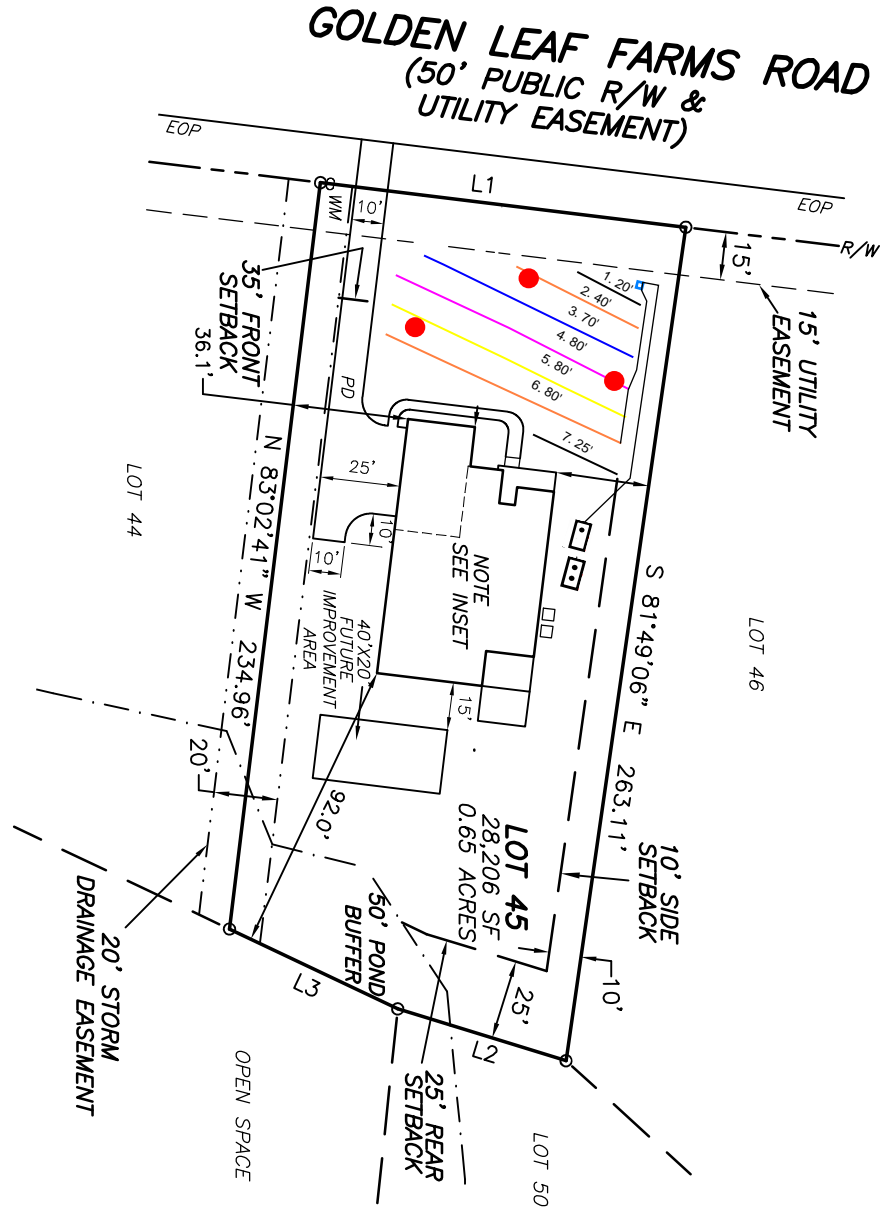 GOLDEN LEAF FARMS ROAD
(50' PUBLIC R/W &
UTILITY EASEMENT)
EOP
EOP
L1
R/W
WM
10'
15'
15' UTILITY
EASEMENT
1. 20'
2. 40'
3. 70'
4. 80'
5. 80'
6. 80'
7. 25'
35' FRONT
SETBACK
36.1'
PD
25'
10'
10'
LOT 44
N 83°02'41" W 234.96'
NOTE
SEE INSET
S 81°49'06" E 263.11'
LOT 46
40'X20
FUTURE
IMPROVEMENT
AREA
15'
20'
92.0'
LOT 45
28,206 SF
0.65 ACRES
10' SIDE
SETBACK
10'
50' POND
BUFFER
25'
L3
L2
20' STORM
DRAINAGE EASEMENT
OPEN SPACE
25' REAR
SETBACK
LOT 50